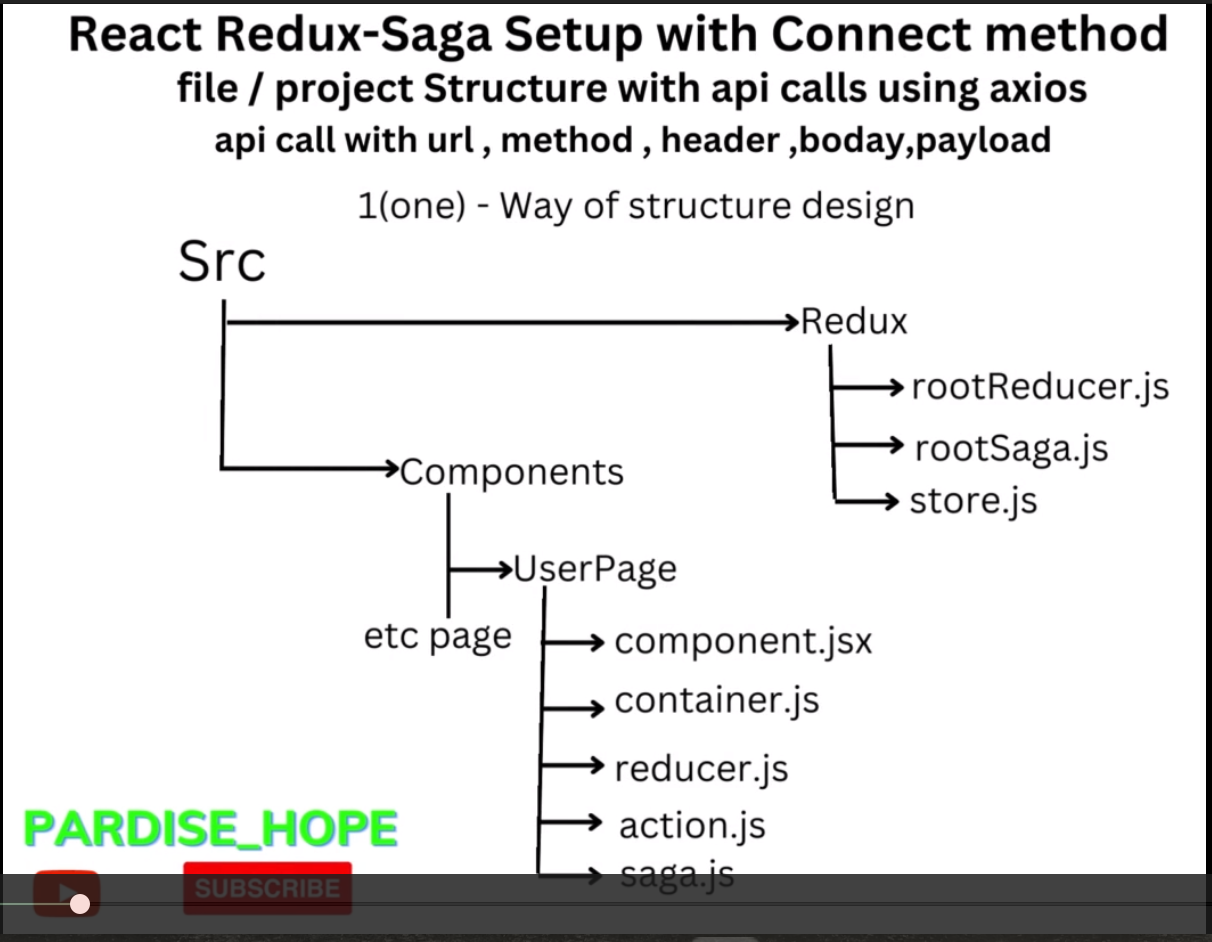 React Redux-Saga Setup with Connect method
file / project Structure with api calls using axios
api call with url , method , header ,boday,payload
1(one) - Way of structure design
Src
Redux
rootReducer.js
rootSaga.js
store.js
Components
UserPage
etc page
component.jsx
container.js
reducer.js
action.js
saga.js
PARDISE_HOPE
SUBSCRIBE